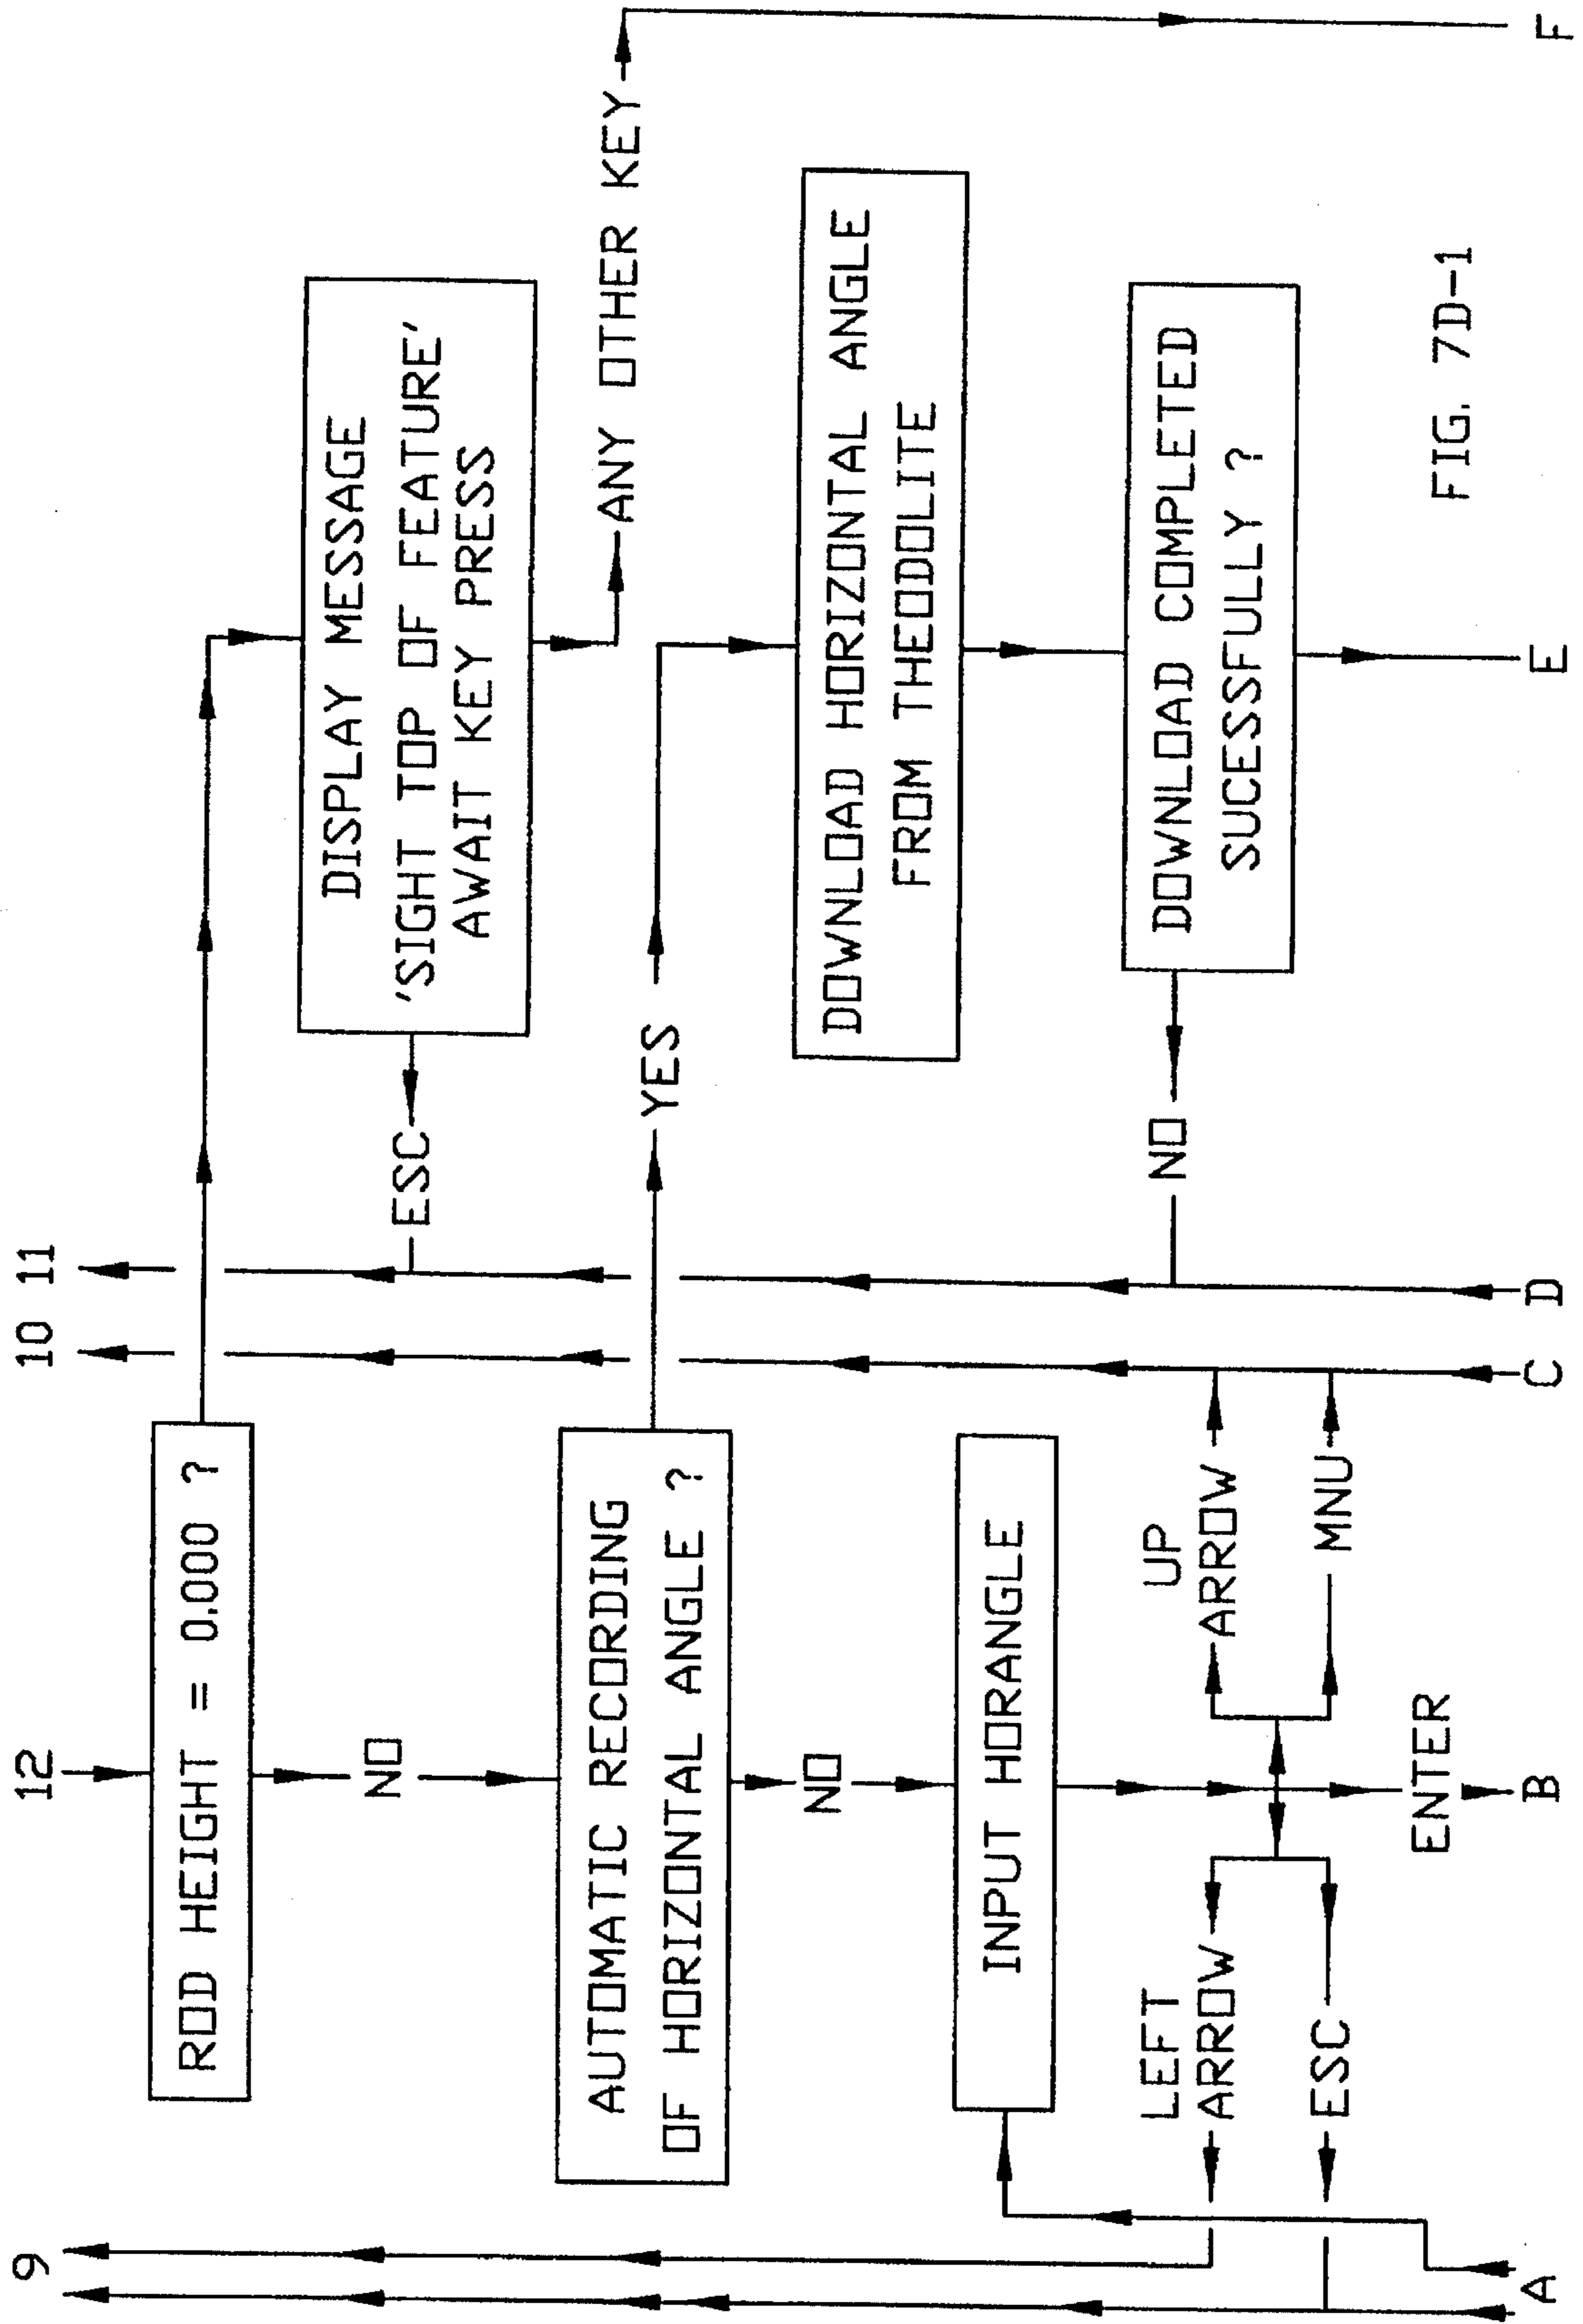 9
12
10
11
ROD HEIGHT = 0.000 ?
NO
DISPLAY MESSAGE
'SIGHT TOP OF FEATURE'
AWAIT KEY PRESS
ESC
ANY OTHER KEY
AUTOMATIC RECORDING
OF HORIZONTAL ANGLE ?
YES
NO
DOWNLOAD HORIZONTAL ANGLE
FROM THEODOLITE
INPUT HORANGLE
DOWNLOAD COMPLETED
SUCESSFULLY ?
NO
LEFT
ARROW
UP
ARROW
ESC
MNU
ENTER
A
B
C
D
E
F
FIG. 7D-1